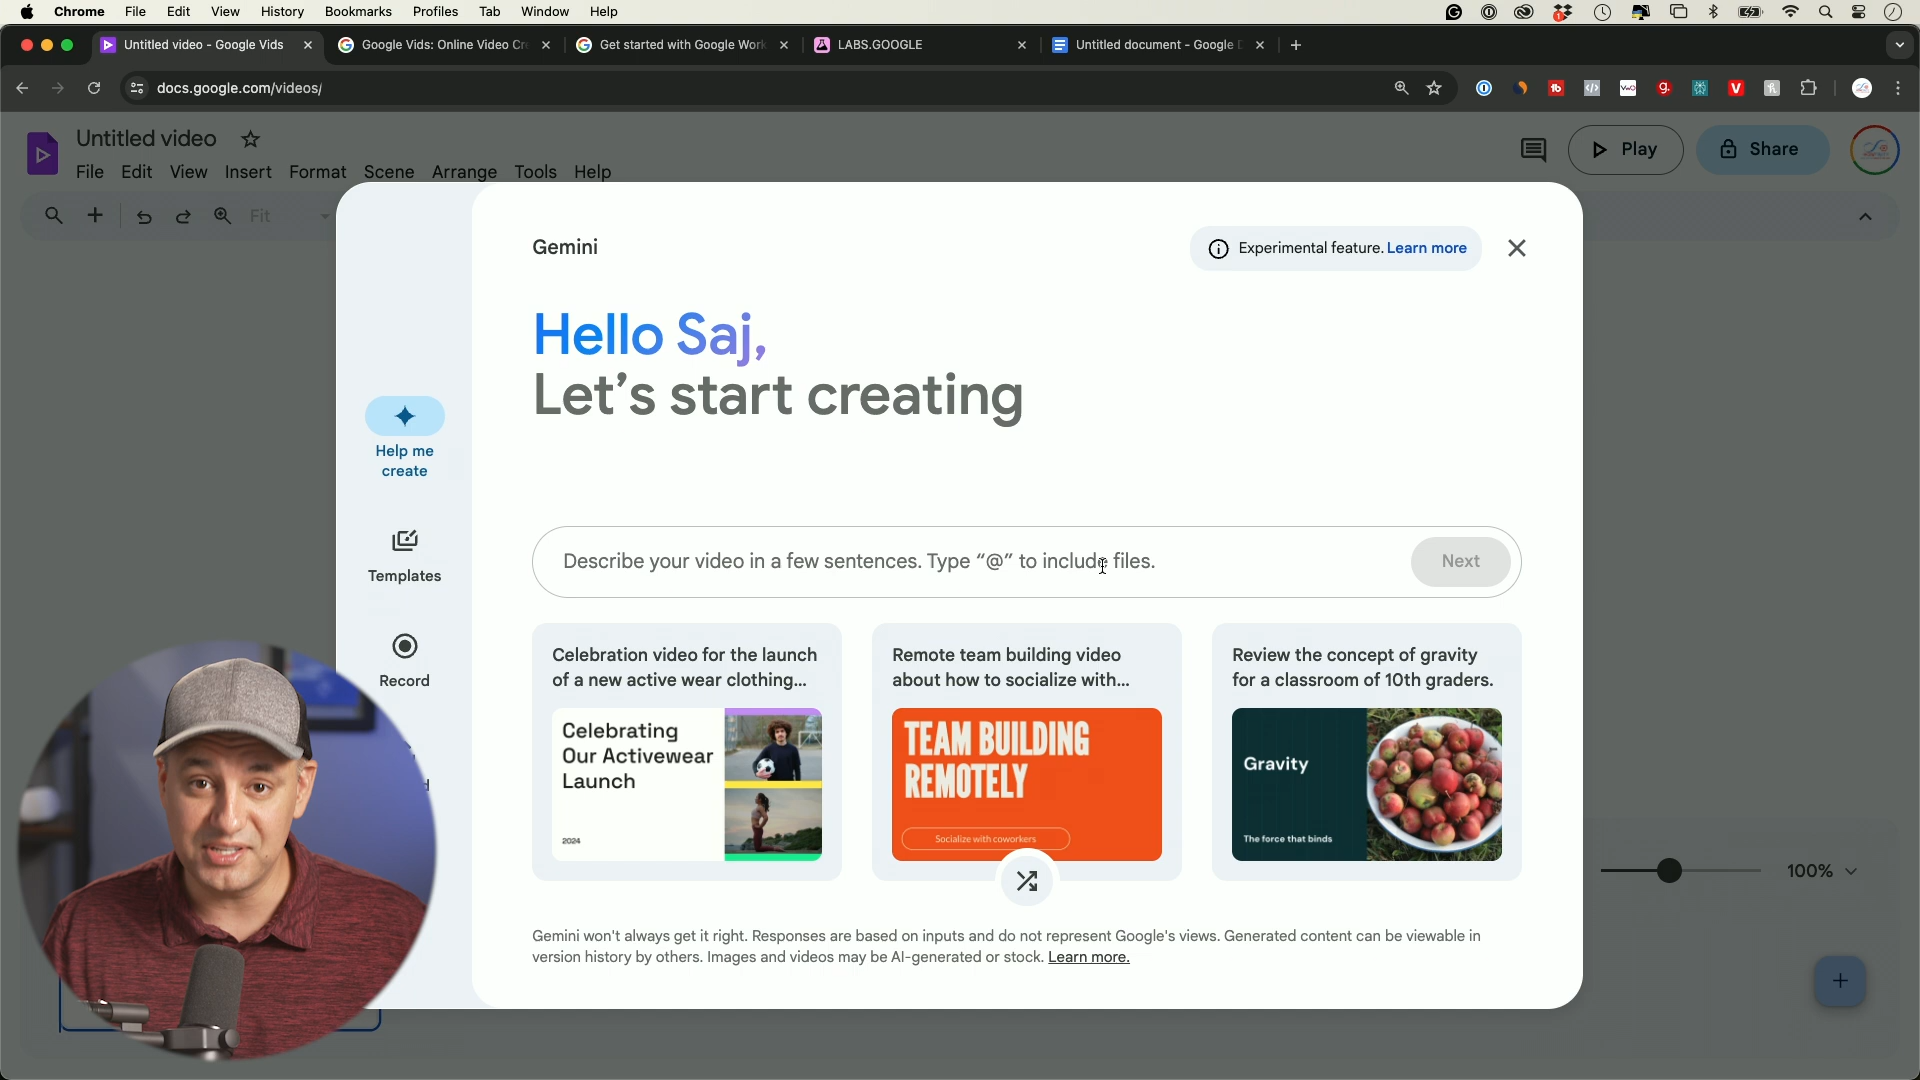 Chrome File Edit View History Bookmarks Profiles Tab Window Help
Untitled video - Google Vids
Google Vids: Online Video Cr
Get started with Google Work
LABS.GOOGLE
Untitled document - Google D
docs.google.com/videos/
Untitled video
File Edit View Insert Format Scene Arrange Tools Help
Play
Share
Fit
Gemini
Experimental feature. Learn more
Hello Saj,
Let's start creating
Help me
create
Templates
Record
Describe your video in a few sentences. Type “@” to include files.
Next
Celebration video for the launch
of a new active wear clothing...
Celebrating
Our Activewear
Launch
2024
Remote team building video
about how to socialize with...
TEAM BUILDING
REMOTELY
Socialize with coworkers
Review the concept of gravity
for a classroom of 10th graders.
Gravity
The force that binds
100%
Gemini won't always get it right. Responses are based on inputs and do not represent Google's views. Generated content can be viewable in
version history by others. Images and videos may be AI-generated or stock. Learn more.